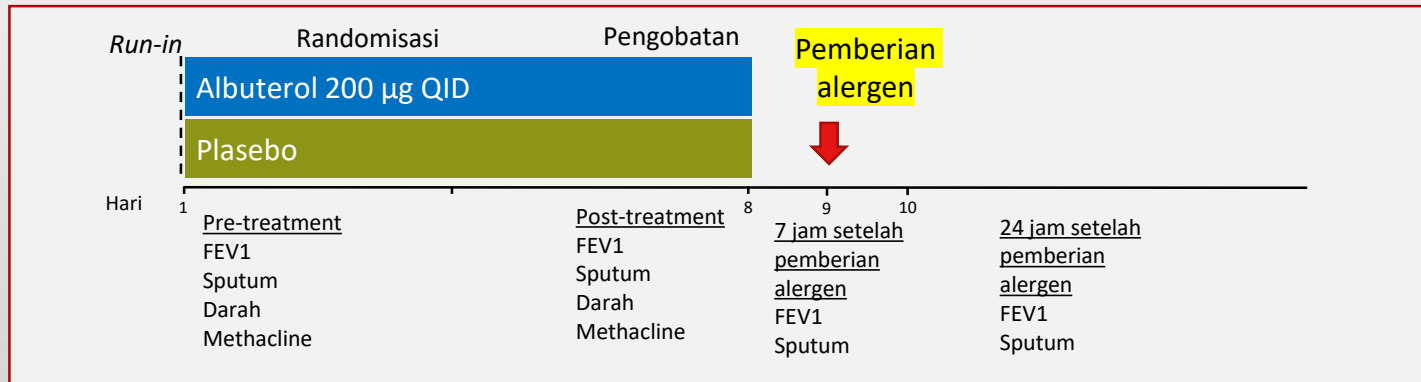 Run-in
Randomisasi
Pengobatan
Pemberian
alergen
Albuterol 200 µg QID
Plasebo
Hari
1
8
9
10
Pre-treatment
FEV1
Sputum
Darah
Methacline
Post-treatment
FEV1
Sputum
Darah
Methacline
7 jam setelah
pemberian
alergen
FEV1
Sputum
24 jam setelah
pemberian
alergen
FEV1
Sputum